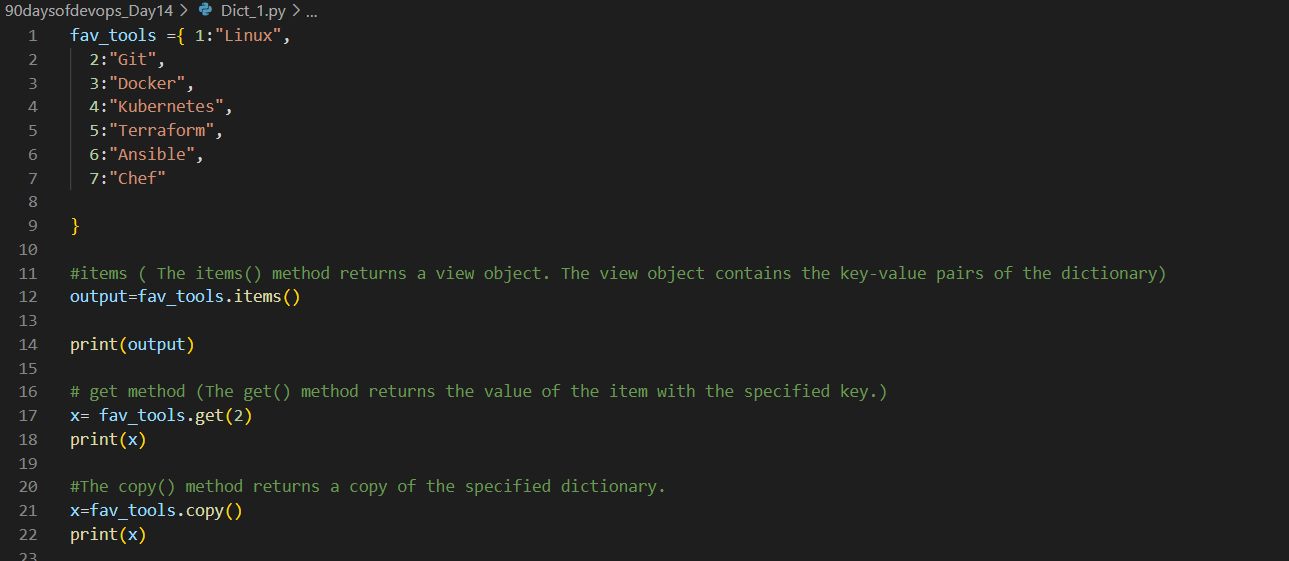 90daysofdevops_Day14 > Dict_1.py > ...
1 fav_tools ={ 1:"Linux",
2   2:"Git",
3   3:"Docker",
4   4:"Kubernetes",
5   5:"Terraform",
6   6:"Ansible",
7   7:"Chef"
8
9 }
10
11 #items ( The items() method returns a view object. The view object contains the key-value pairs of the dictionary)
12 output=fav_tools.items()
13
14 print(output)
15
16 # get method (The get() method returns the value of the item with the specified key.)
17 x= fav_tools.get(2)
18 print(x)
19
20 #The copy() method returns a copy of the specified dictionary.
21 x=fav_tools.copy()
22 print(x)
23